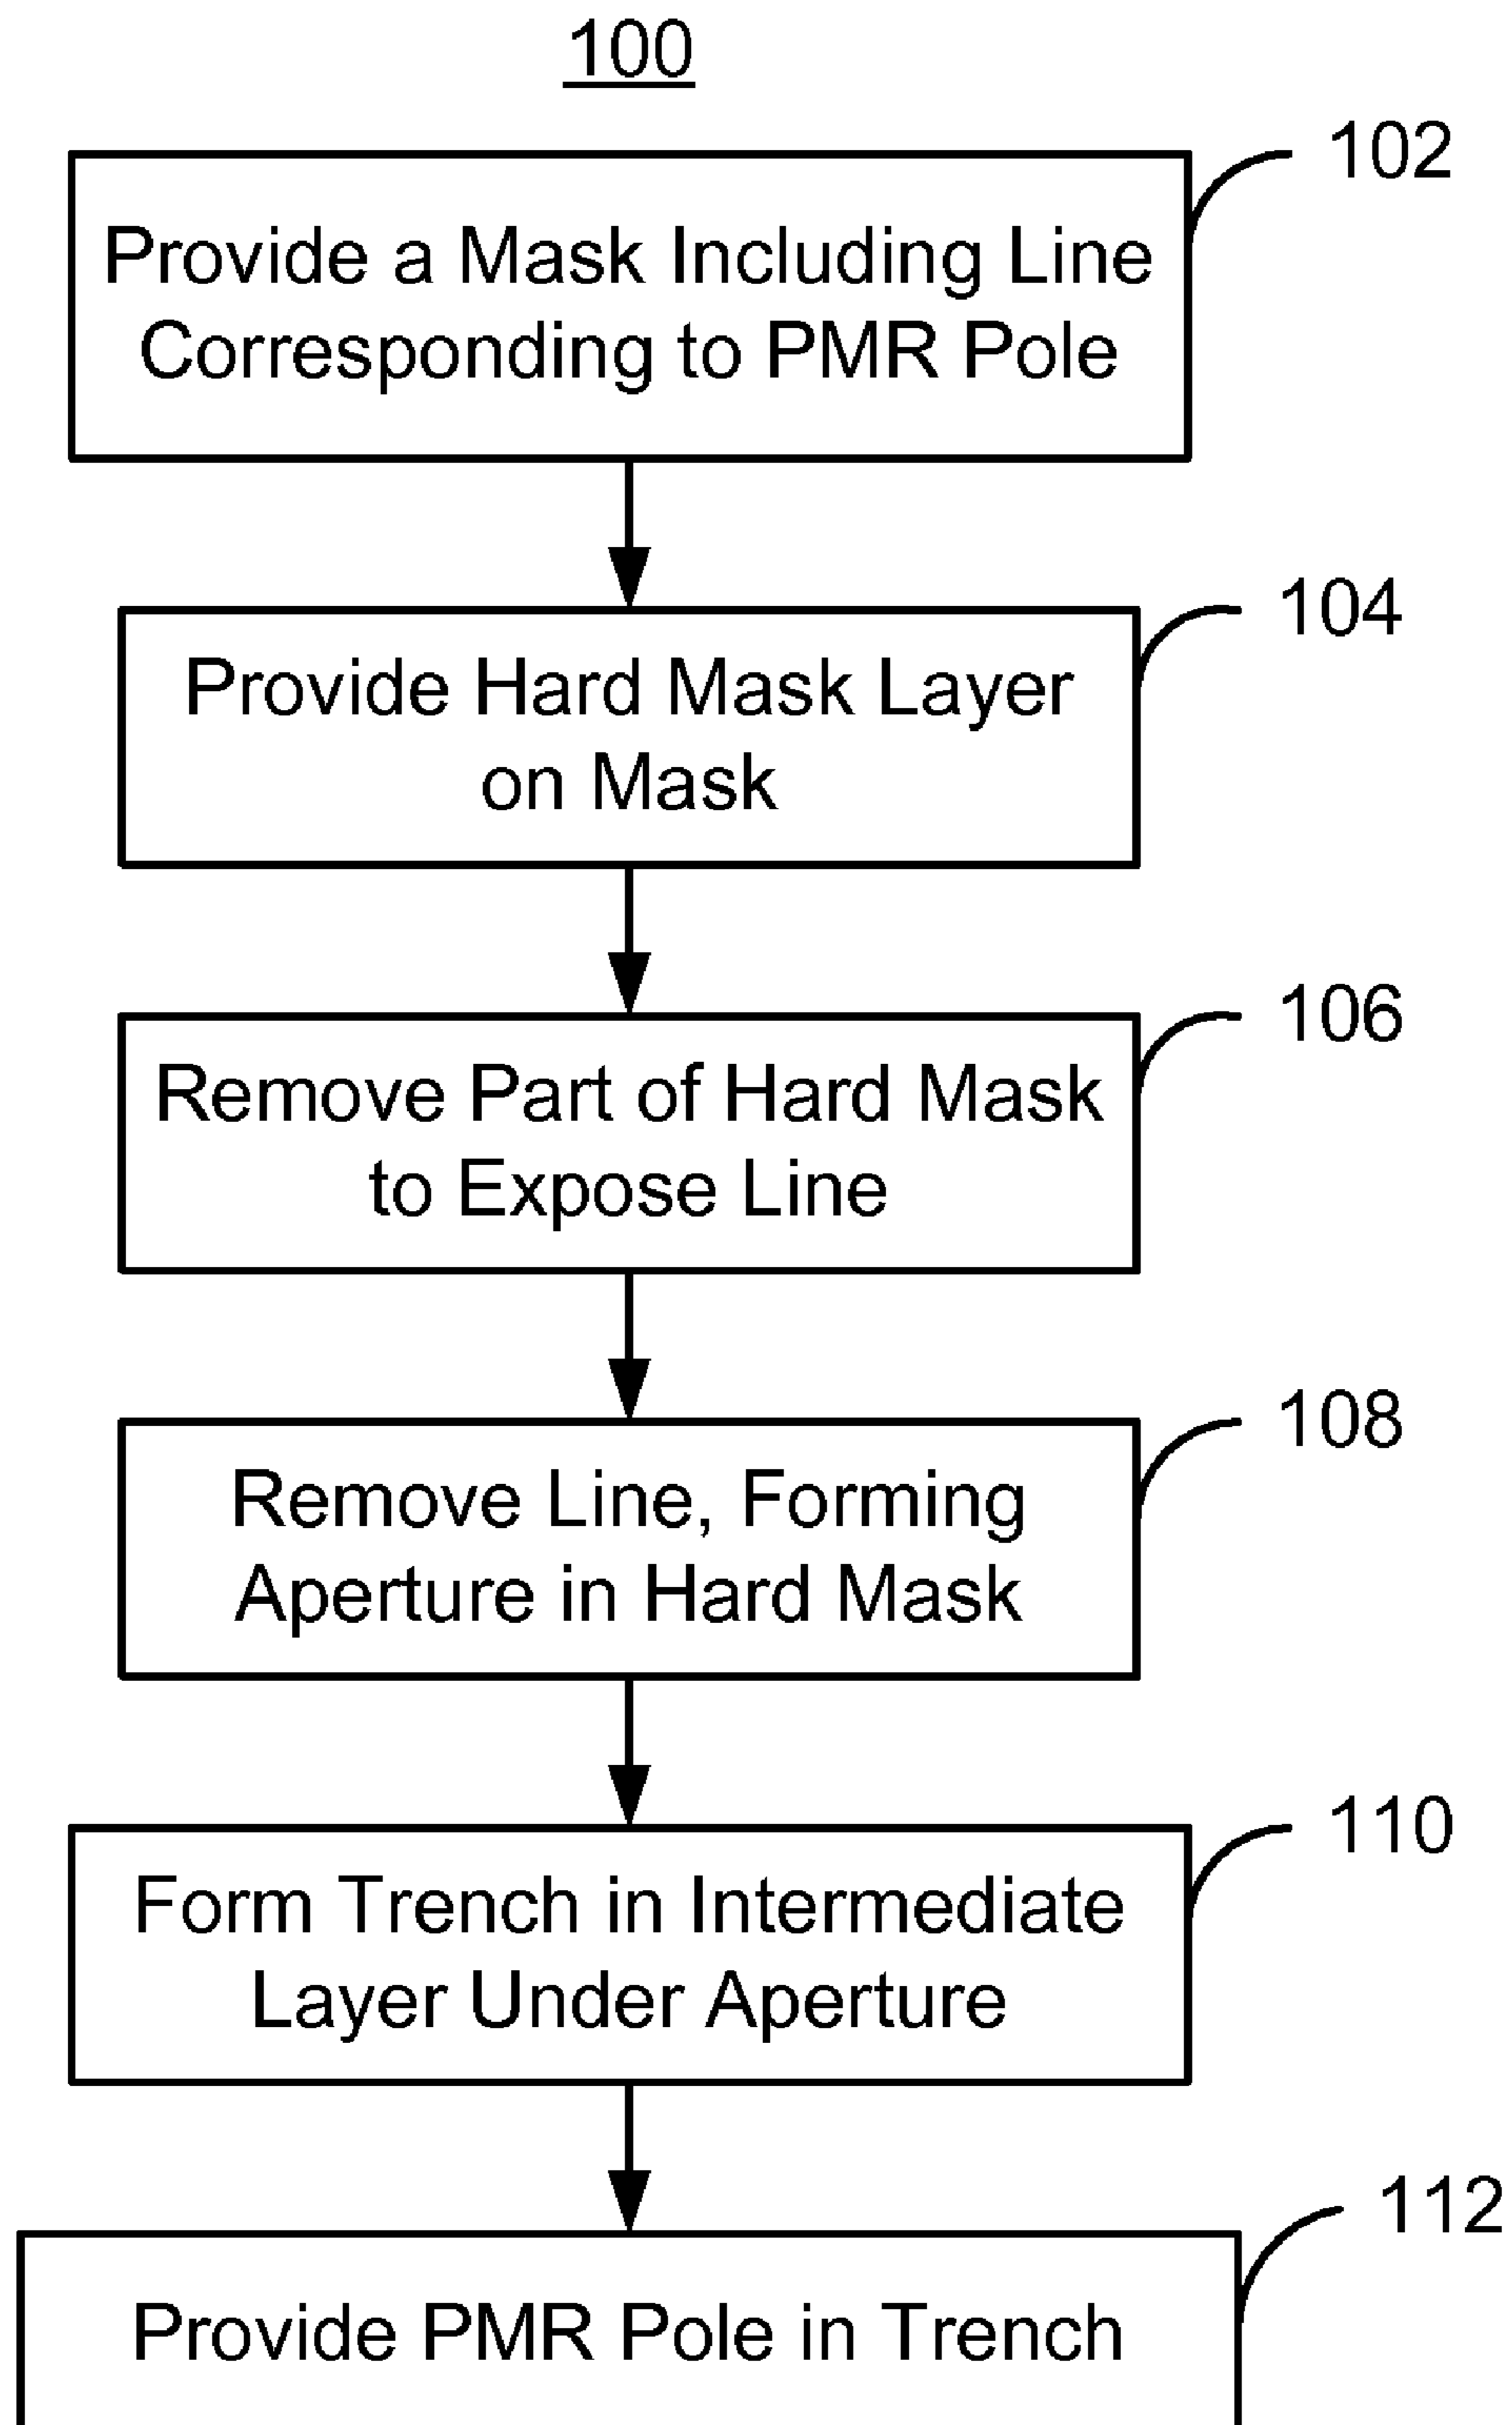 100
102
Provide a Mask Including Line
Corresponding to PMR Pole
104
Provide Hard Mask Layer
on Mask
106
Remove Part of Hard Mask
to Expose Line
108
Remove Line, Forming
Aperture in Hard Mask
110
Form Trench in Intermediate
Layer Under Aperture
112
Provide PMR Pole in Trench